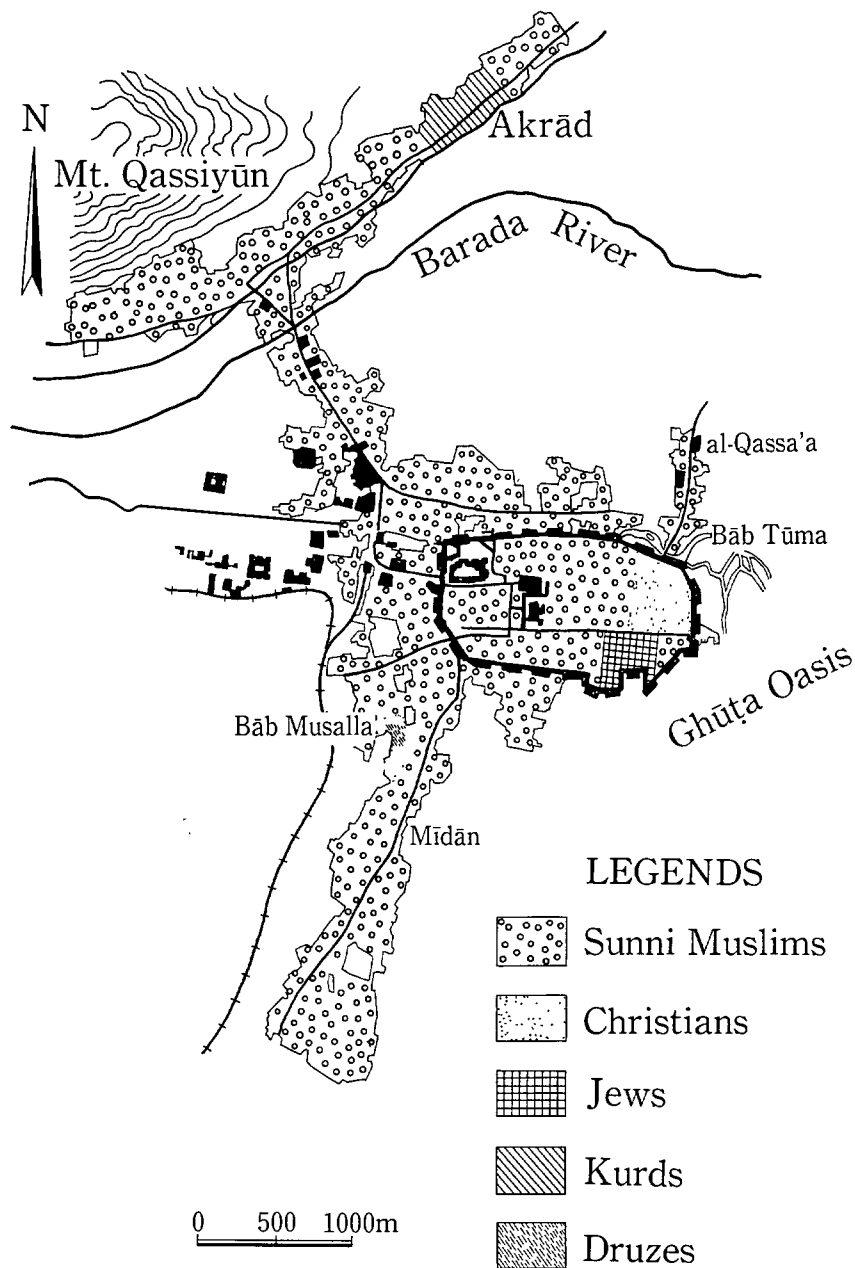 N
Akrād
Mt. Qassiyūn
Barada River
al-Qassa'a
Bāb Tūma
Ghūṭa Oasis
Bāb Musalla
Mīdān
LEGENDS
Sunni Muslims
Christians
Jews
Kurds
Druzes
0 500 1000m